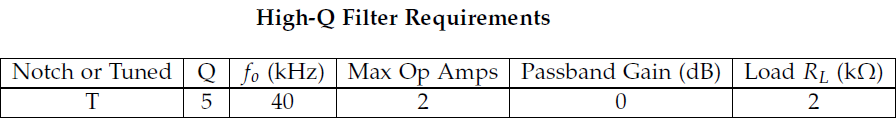 High-Q Filter Requirements
Notch or Tuned Q fo (kHz) Max Op Amps Passband Gain (dB) Load RL (kΩ)
T 5 40 2 0 2